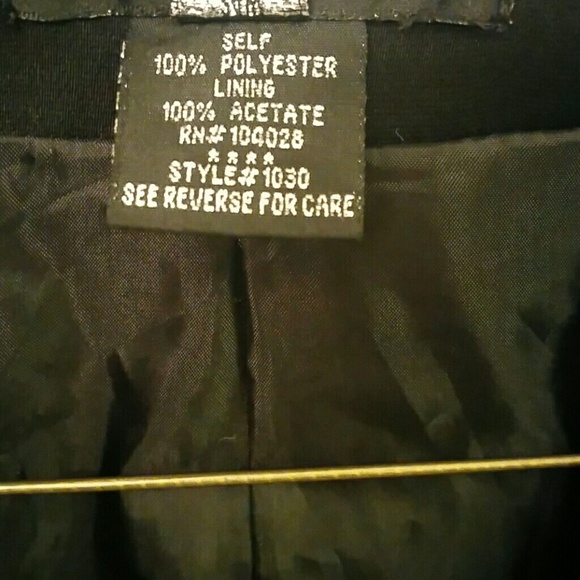 SELF
100% POLYESTER
LINING
100% ACETATE
RN# 104028
****
STYLE# 1030
SEE REVERSE FOR CARE